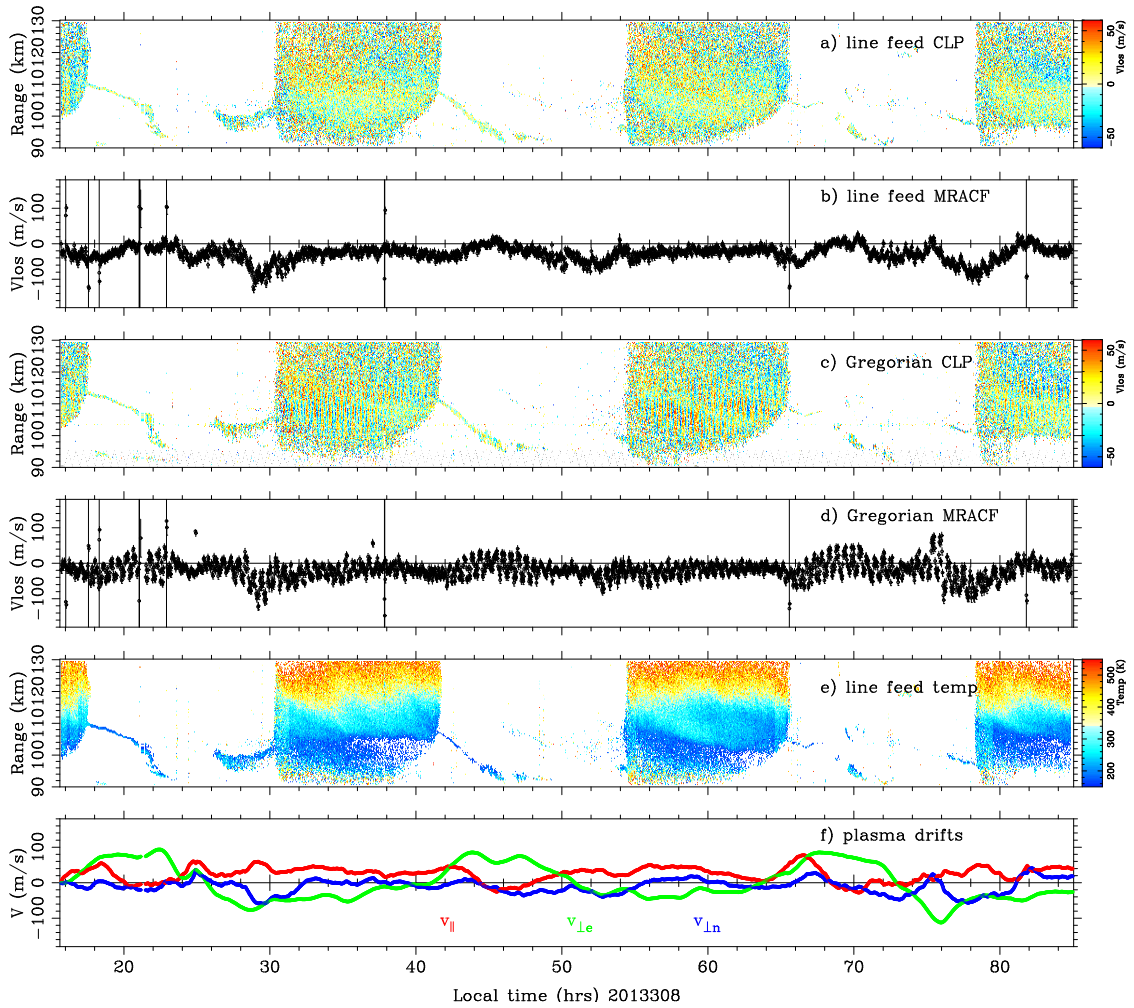 a) line feed CLP
Range (km)
90 100 110 120 130
50
0
−50
Vlos (m/s)
b) line feed MRACF
Vlos (m/s)
100
0
−100
c) Gregorian CLP
Range (km)
90 100 110 120 130
50
0
−50
Vlos (m/s)
d) Gregorian MRACF
Vlos (m/s)
100
0
−100
e) line feed temp
Range (km)
90 100 110 120 130
500
400
300
200
Temp (K)
f) plasma drifts
V (m/s)
100
0
−100
v∥ v⊥e v⊥n
20 30 40 50 60 70 80
Local time (hrs) 2013308